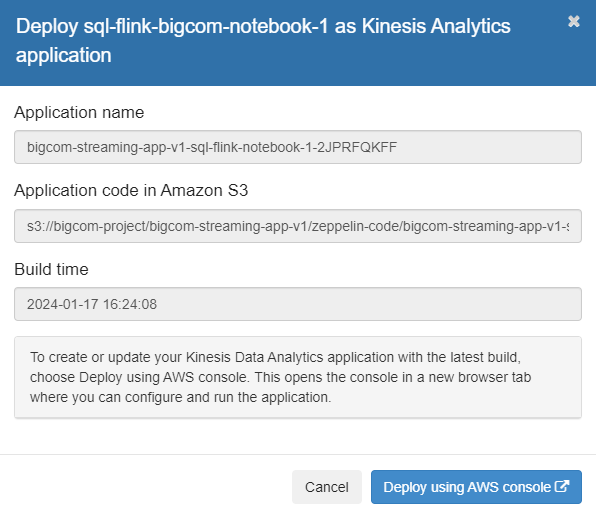 Deploy sql-flink-bigcom-notebook-1 as Kinesis Analytics
application
Application name
bigcom-streaming-app-v1-sql-flink-notebook-1-2JPRFQKFF
Application code in Amazon S3
s3://bigcom-project/bigcom-streaming-app-v1/zeppelin-code/bigcom-streaming-app-v1-s
Build time
2024-01-17 16:24:08
To create or update your Kinesis Data Analytics application with the latest build,
choose Deploy using AWS console. This opens the console in a new browser tab
where you can configure and run the application.
Cancel
Deploy using AWS console